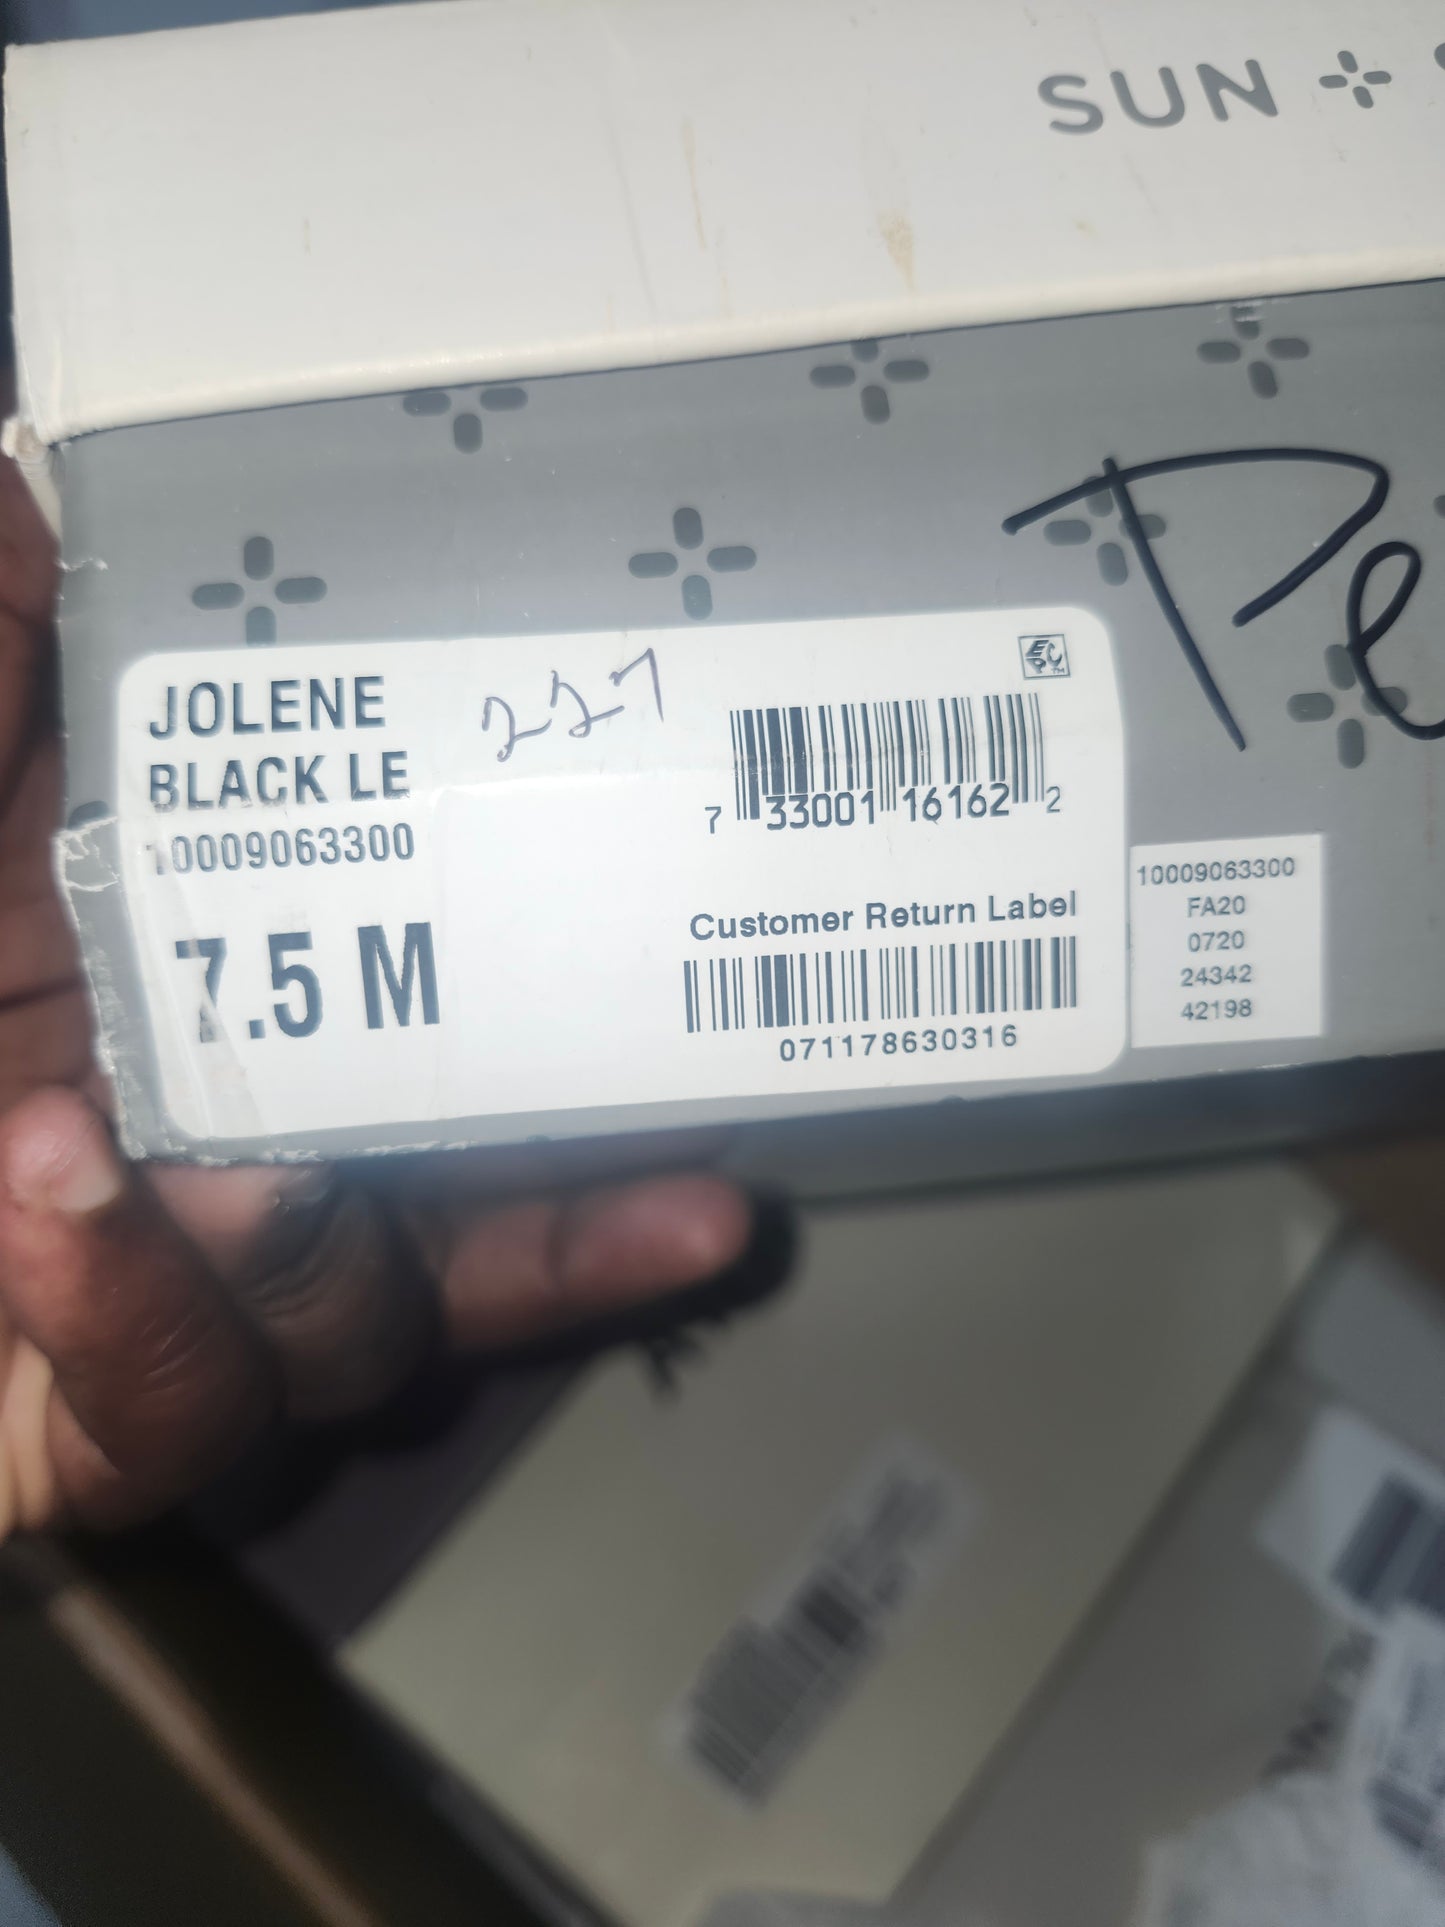 SUN +
Pe
JOLENE
BLACK LE
10009063300
7.5 M
227
7 33001 16162 2
Customer Return Label
071178630316
10009063300
FA20
0720
24342
42198